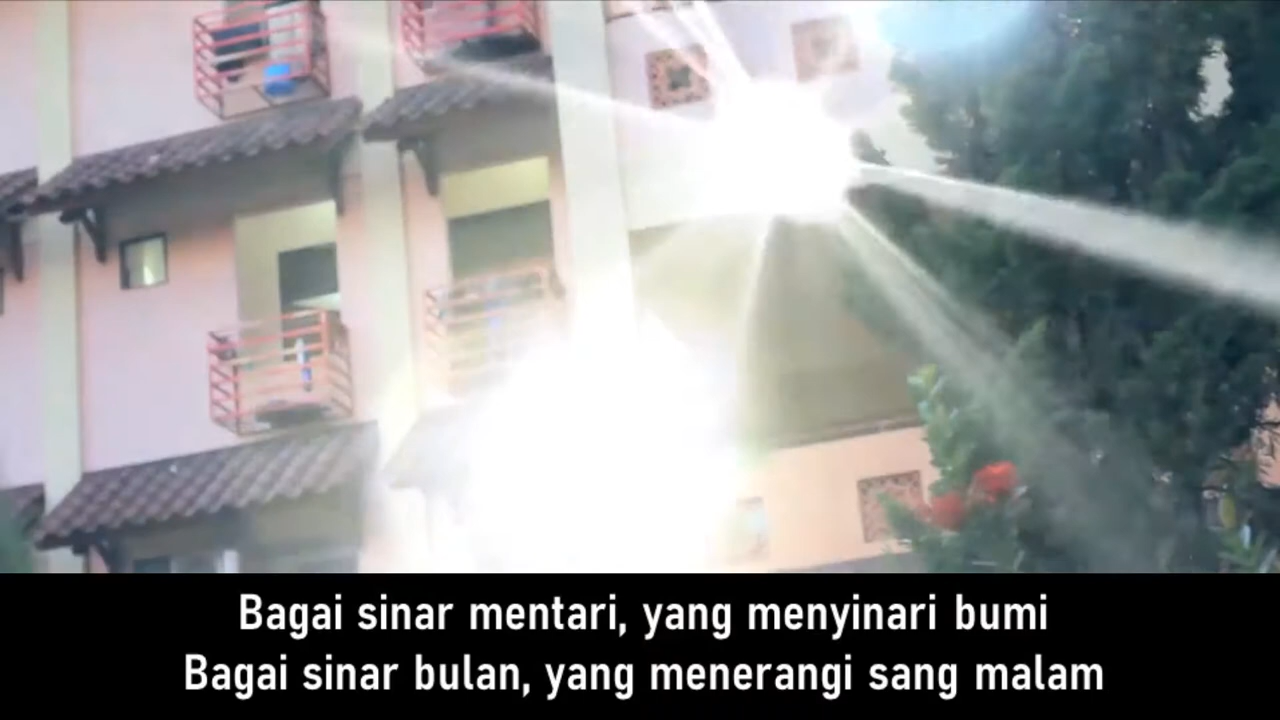 Bagai sinar mentari, yang menyinari bumi
Bagai sinar bulan, yang menerangi sang malam